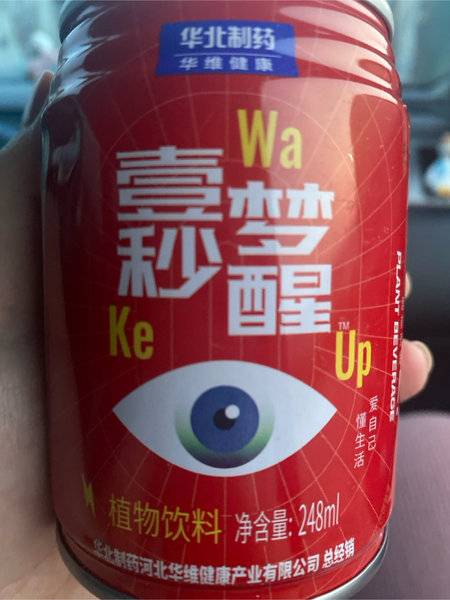 华北制药
华维健康
Wa
壹梦
秒醒
Ke
TM
Up
爱自己
懂生活
PLANT BEVERAGE
植物饮料 净含量: 248ml
华北制药河北华维健康产业有限公司 总经销